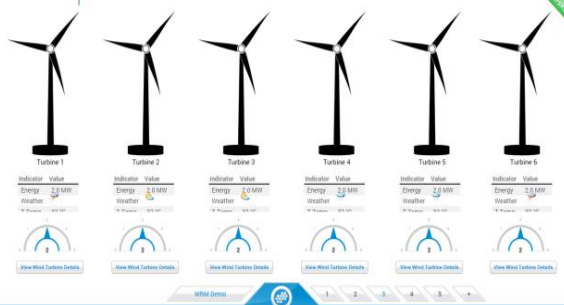 Turbine 1 Turbine 2 Turbine 3 Turbine 4 Turbine 5 Turbine 6
Indicator Value Indicator Value Indicator Value Indicator Value Indicator Value Indicator Value
Energy 2.0 MW Energy 2.0 MW Energy 2.0 MW Energy 2.0 MW Energy 2.0 MW Energy 2.0 MW
Weather Weather Weather Weather Weather Weather
2 2 2 2 2 2
View Wind Turbine Details View Wind Turbine Details View Wind Turbine Details View Wind Turbine Details View Wind Turbine Details View Wind Turbine Details
WRM Demo 1 2 3 4 5 +